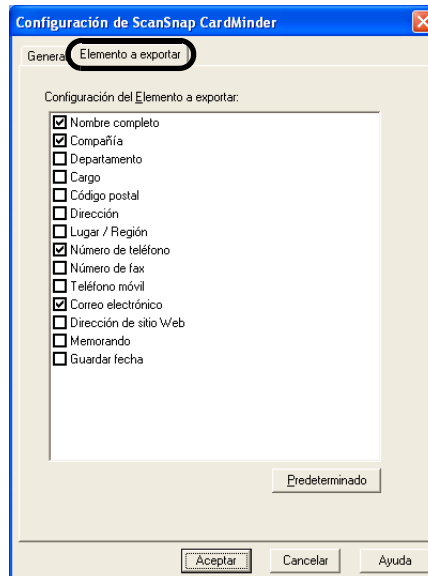 Configuración de ScanSnap CardMinder
General
Elemento a exportar
Configuración del Elemento a exportar:
Nombre completo
Compañía
Departamento
Cargo
Código postal
Dirección
Lugar / Región
Número de teléfono
Número de fax
Teléfono móvil
Correo electrónico
Dirección de sitio Web
Memorando
Guardar fecha
Predeterminado
Aceptar
Cancelar
Ayuda